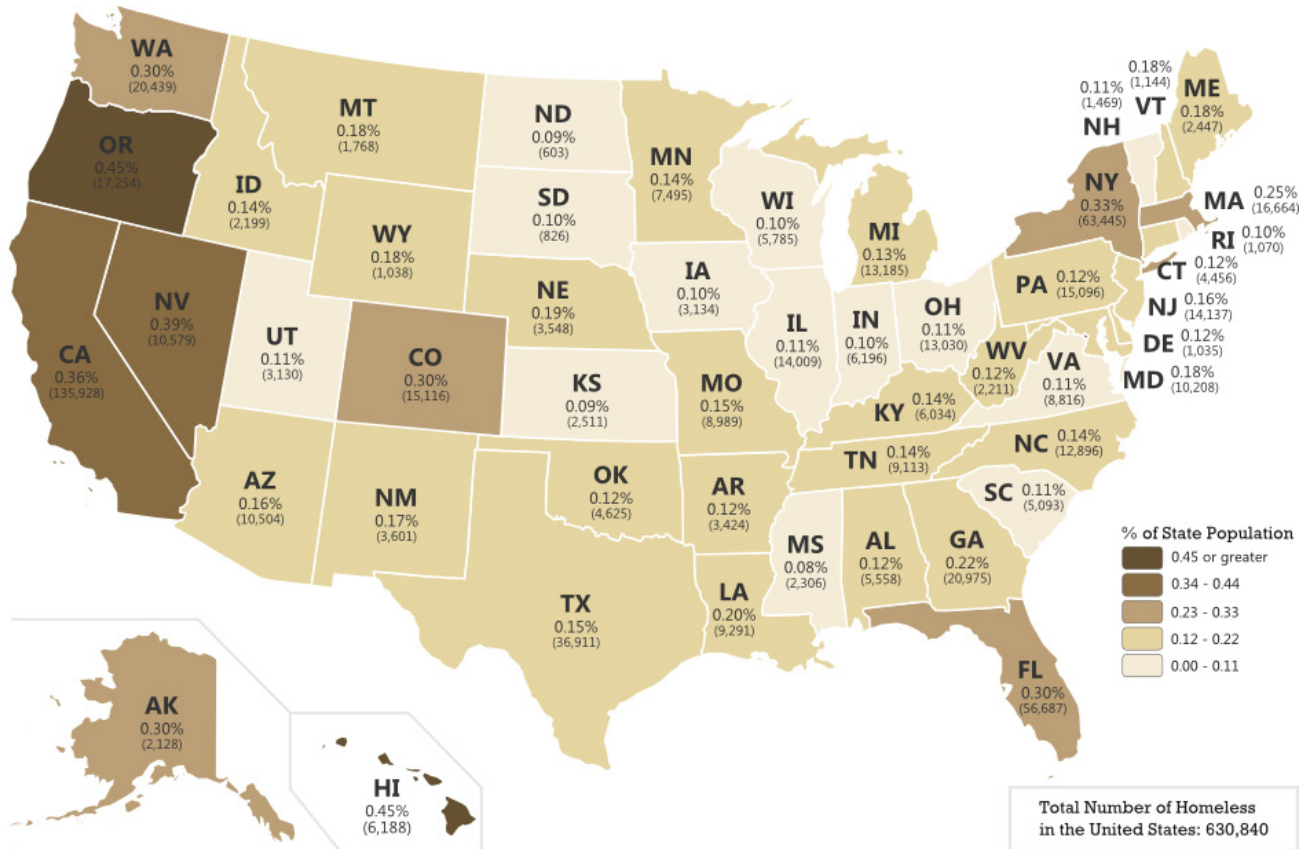 WA
0.30%
(20,439)
OR
0.45%
(17,254)
CA
0.36%
(135,928)
NV
0.39%
(10,579)
ID
0.14%
(2,199)
MT
0.18%
(1,768)
WY
0.18%
(1,038)
UT
0.11%
(3,130)
CO
0.30%
(15,116)
AZ
0.16%
(10,504)
NM
0.17%
(3,601)
ND
0.09%
(603)
SD
0.10%
(826)
NE
0.19%
(3,548)
KS
0.09%
(2,511)
OK
0.12%
(4,625)
TX
0.15%
(36,911)
MN
0.14%
(7,495)
IA
0.10%
(3,134)
MO
0.15%
(8,989)
AR
0.12%
(3,424)
LA
0.20%
(9,291)
WI
0.10%
(5,785)
IL
0.11%
(14,009)
MI
0.13%
(13,185)
IN
0.10%
(6,196)
OH
0.11%
(13,030)
KY 0.14%
(6,034)
TN 0.14%
(9,113)
MS
0.08%
(2,306)
AL
0.12%
(5,558)
GA
0.22%
(20,975)
FL
0.30%
(56,687)
SC 0.11%
(5,093)
NC 0.14%
(12,896)
VA
0.11%
(8,816)
WV
0.12%
(2,211)
PA 0.12%
(15,096)
NY
0.33%
(63,445)
0.11%
(1,469)
NH
0.18%
(1,144)
VT
ME
0.18%
(2,447)
MA 0.25%
(16,664)
RI 0.10%
(1,070)
CT 0.12%
(4,456)
NJ 0.16%
(14,137)
DE 0.12%
(1,035)
MD 0.18%
(10,208)
AK
0.30%
(2,128)
HI
0.45%
(6,188)
% of State Population
0.45 or greater
0.34 - 0.44
0.23 - 0.33
0.12 - 0.22
0.00 - 0.11
Total Number of Homeless
in the United States: 630,840